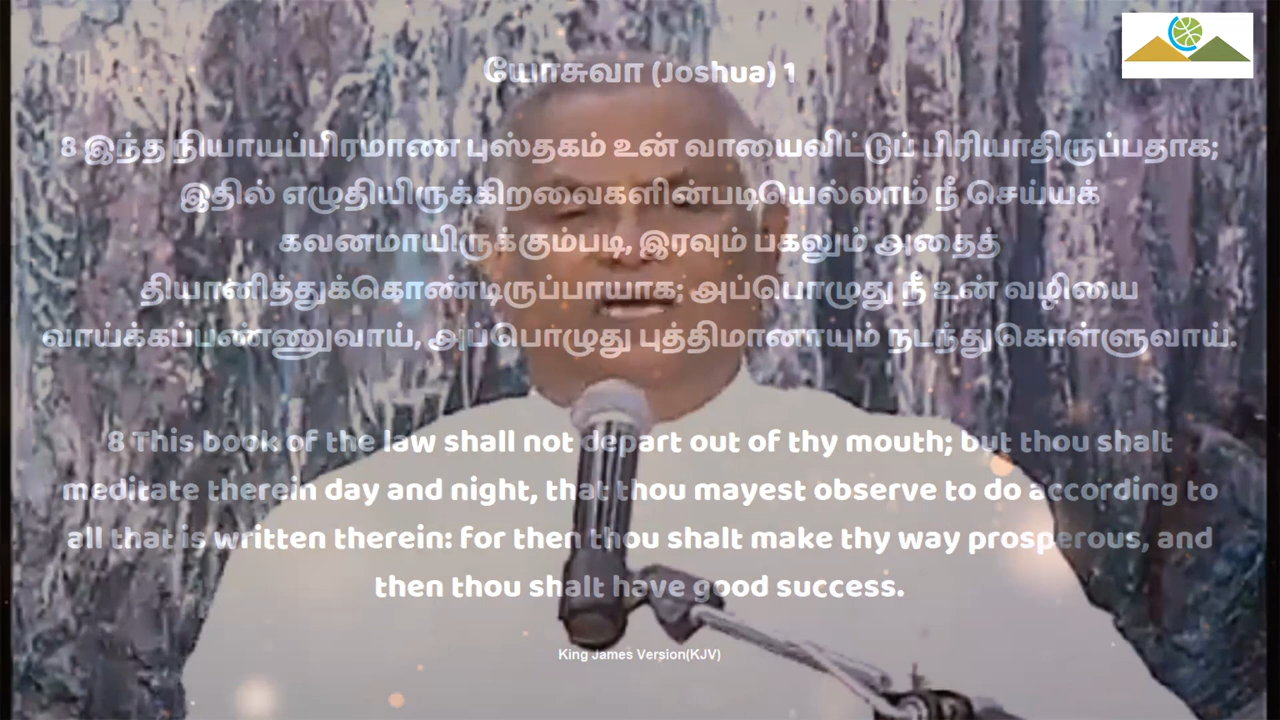 யோசுவா (Joshua) 1
8 இந்த நியாயப்பிரமாண புஸ்தகம் உன் வாயைவிட்டுப் பிரியாதிருப்பதாக;
இதில் எழுதியிருக்கிறவைகளின்படியெல்லாம் நீ செய்யக்
கவனமாயிருக்கும்படி, இரவும் பகலும் அதைத்
தியானித்துக்கொண்டிருப்பாயாக; அப்பொழுது நீ உன் வழியை
வாய்க்கப்பண்ணுவாய், அப்பொழுது புத்திமானாயும் நடந்துகொள்ளுவாய்.
8 This book of the law shall not depart out of thy mouth; but thou shalt
meditate therein day and night, that thou mayest observe to do according to
all that is written therein: for then thou shalt make thy way prosperous, and
then thou shalt have good success.
King James Version(KJV)